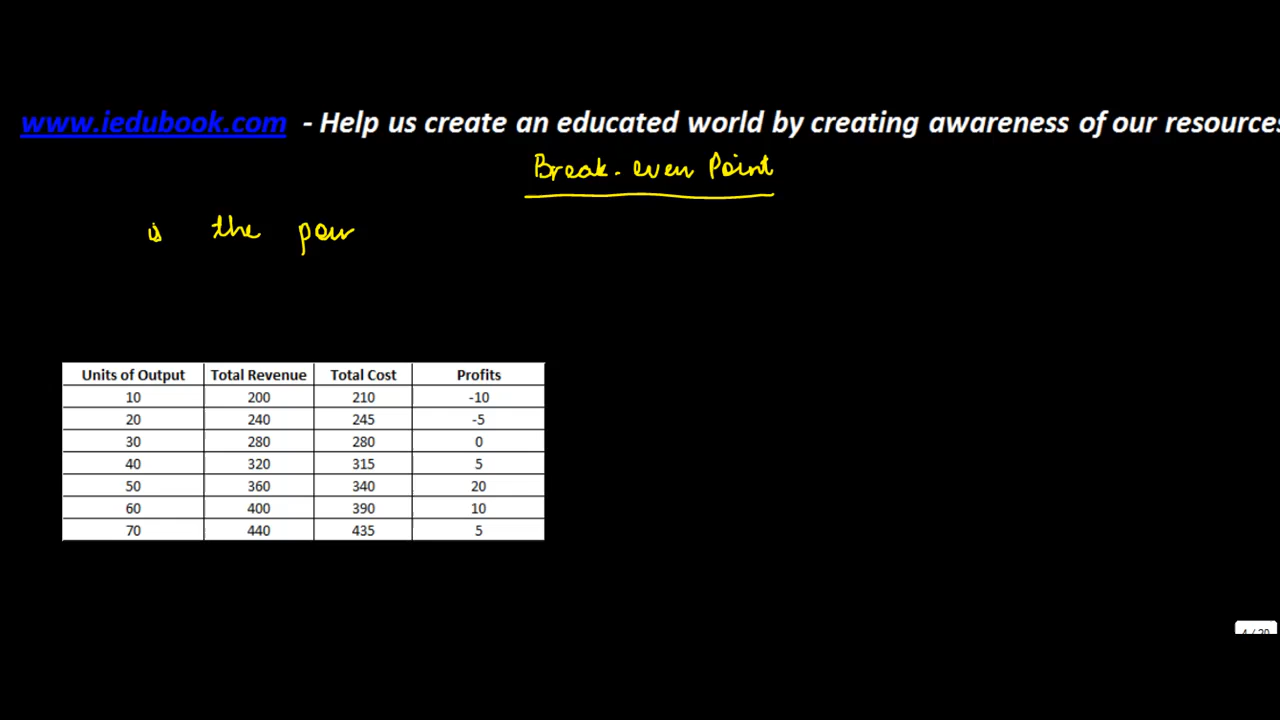 www.iedubook.com - Help us create an educated world by creating awareness of our resources
Break-even Point
is the
Units of Output Total Revenue Total Cost Profits
10 200 210 -10
20 240 245 -5
30 280 280 0
40 320 315 5
50 360 340 20
60 400 390 10
70 440 435 5